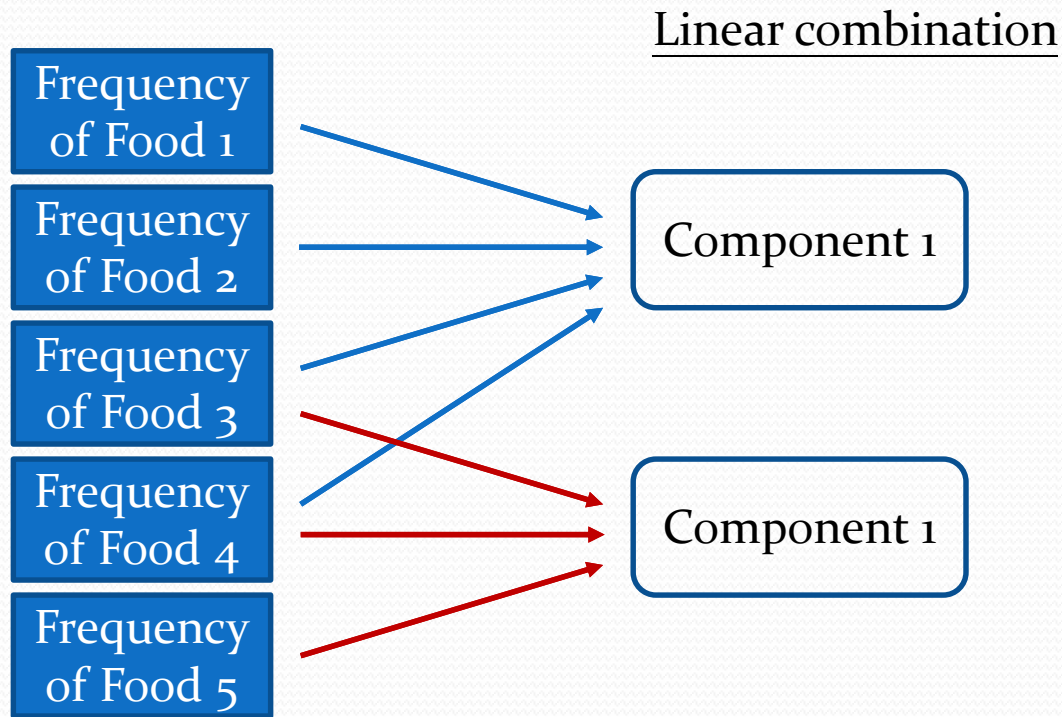 Linear combination
Frequency
of Food 1
Frequency
of Food 2
Frequency
of Food 3
Frequency
of Food 4
Frequency
of Food 5
Component 1
Component 1